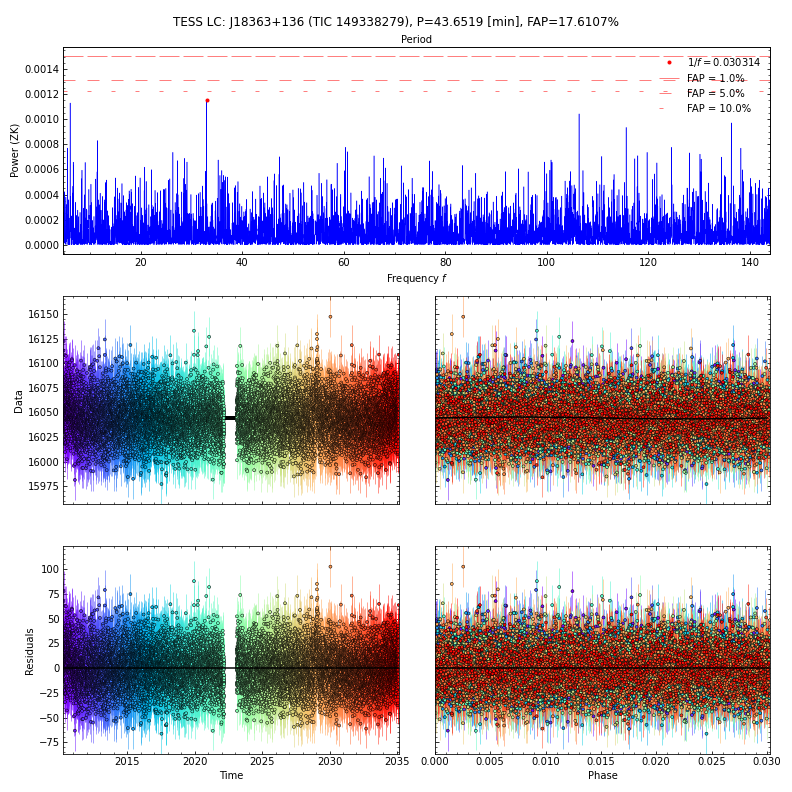 TESS LC: J18363+136 (TIC 149338279), P=43.6519 [min], FAP=17.6107%
Period
Power (ZK)
0.0014
0.0012
0.0010
0.0008
0.0006
0.0004
0.0002
0.0000
1/f = 0.030314
FAP = 1.0%
FAP = 5.0%
FAP = 10.0%
20 40 60 80 100 120 140
Frequency f
Data
16150
16125
16100
16075
16050
16025
16000
15975
Residuals
100
75
50
25
0
−25
−50
−75
2015 2020 2025 2030 2035
Time
0.000 0.005 0.010 0.015 0.020 0.025 0.030
Phase